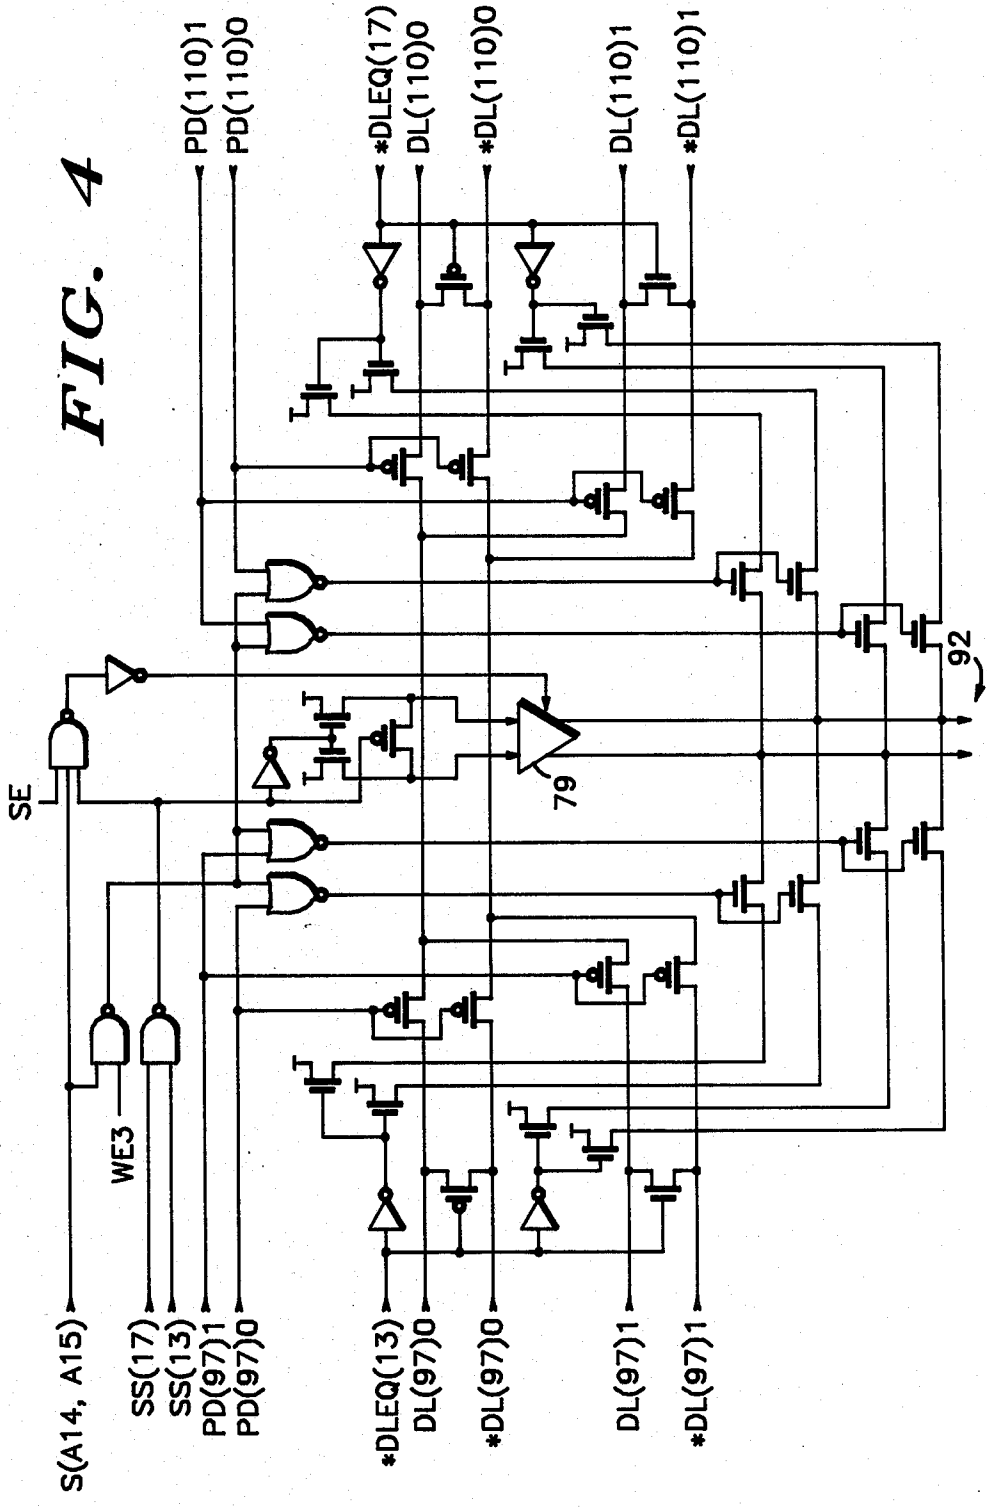 FIG. 4
S(A14, A15)
SS(17)
SS(13)
PD(97)1
PD(97)0
*DLEQ(13)
DL(97)0
*DL(97)0
DL(97)1
*DL(97)1
WE3
SE
79
92
PD(110)1
PD(110)0
*DLEQ(17)
DL(110)0
*DL(110)0
DL(110)1
*DL(110)1